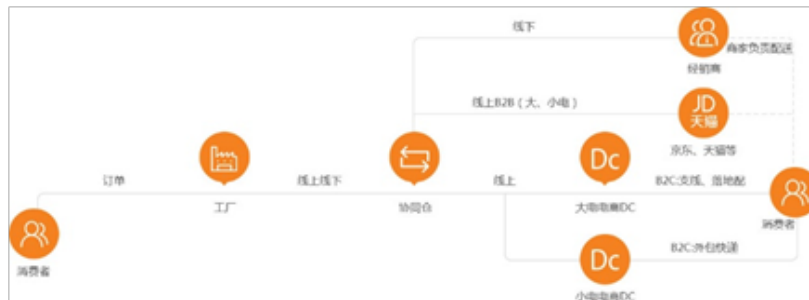 线下
商家负责配送
经销商
线上B2B（大、小电）
JD
天猫
京东、天猫等
订单
线上线下
线上
Dc
B2C:支线、落地配
工厂
协同仓
大电电商DC
消费者
消费者
Dc
B2C:外包快递
小电电商DC